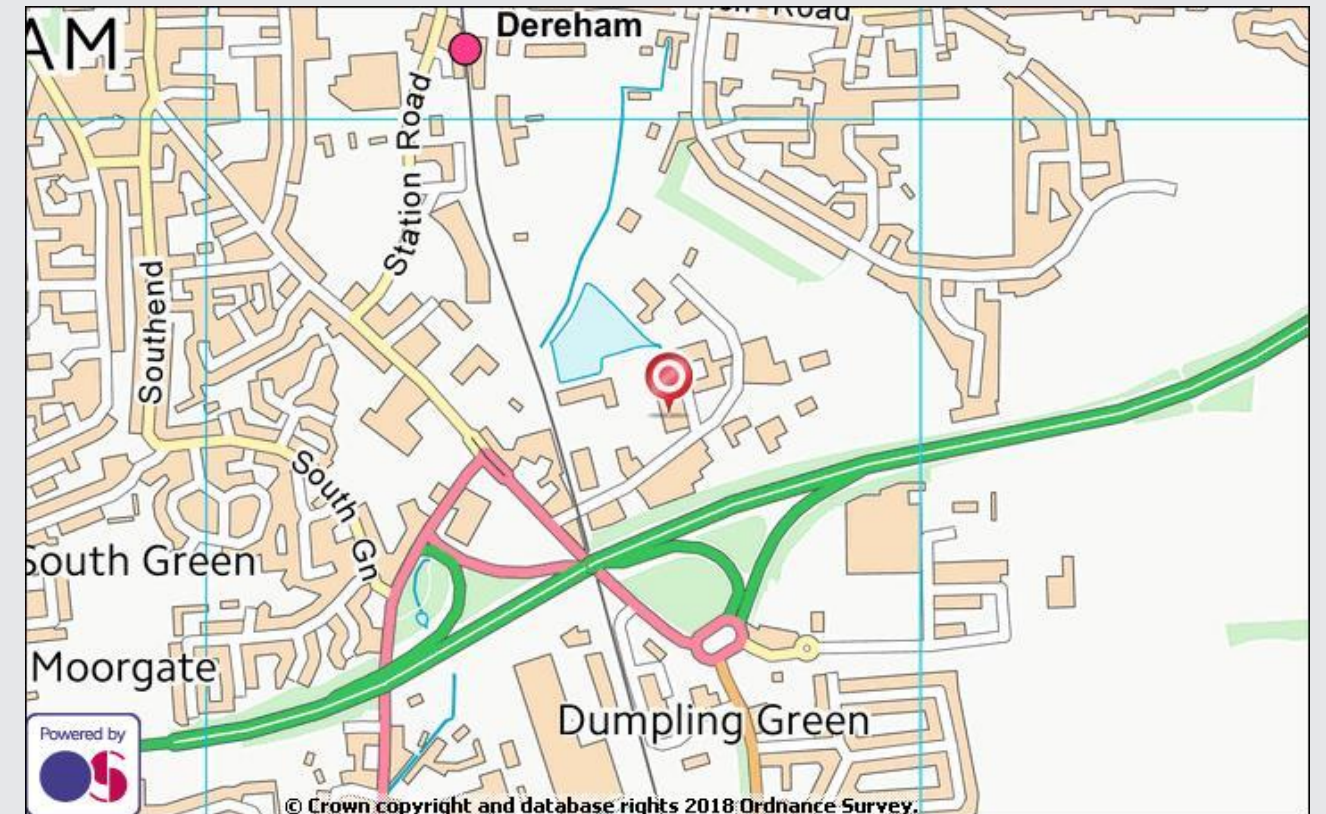 Dereham
AM
Road
Station Road
Southend
South Gn
South Green
Moorgate
Dumpling Green
Powered by
OS
© Crown copyright and database rights 2018 Ordnance Survey.